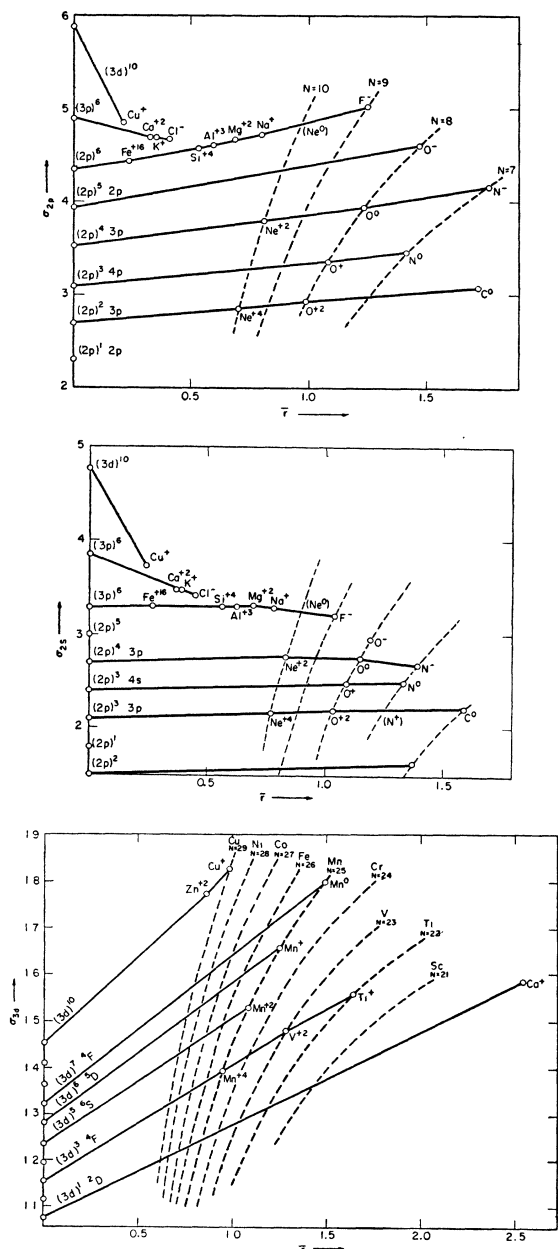 6
5
4
3
2
σ2p
(3d)10
Cu+
(3p)6
Ca+2
K+
Cl-
N=10
N=9
(Ne0)
F-
N=8
(2p)6
Fe+16
Si+4
Al+3
Mg+2
Na+
O-
N=7
(2p)5 2p
N-
(2p)4 3p
Ne+2
O0
(2p)3 4p
O+
N0
(2p)2 3p
Ne+4
O+2
C0
(2p)1 2p
0.5
1.0
1.5
r̄
5
4
3
2
σ2s
(3d)10
Cu+
(3p)6
Ca+2
K+
Cl-
(3p)6
Fe+16
Si+4
Al+3
Mg+2
Na+
(Ne0)
F-
(2p)5
O-
(2p)4 3p
Ne+2
O0
N-
(2p)3 4s
O+
N0
(2p)3 3p
Ne+4
O+2
(N+)
C0
(2p)1
(2p)2
0.5
1.0
1.5
r̄
19
18
17
16
15
14
13
12
11
σ3d
Cu N=29
Ni N=28
Co N=27
Fe N=26
Mn N=25
Cr N=24
V N=23
Ti N=22
Sc N=21
Cu+
Zn+2
Mn0
Mn+
Mn+2
Mn+4
V+2
Ti+
Ca+
(3d)10
(3d)7 4F
(3d)6 5D
(3d)5 6S
(3d)3 4F
(3d)1 2D
0.5
1.0
1.5
2.0
2.5